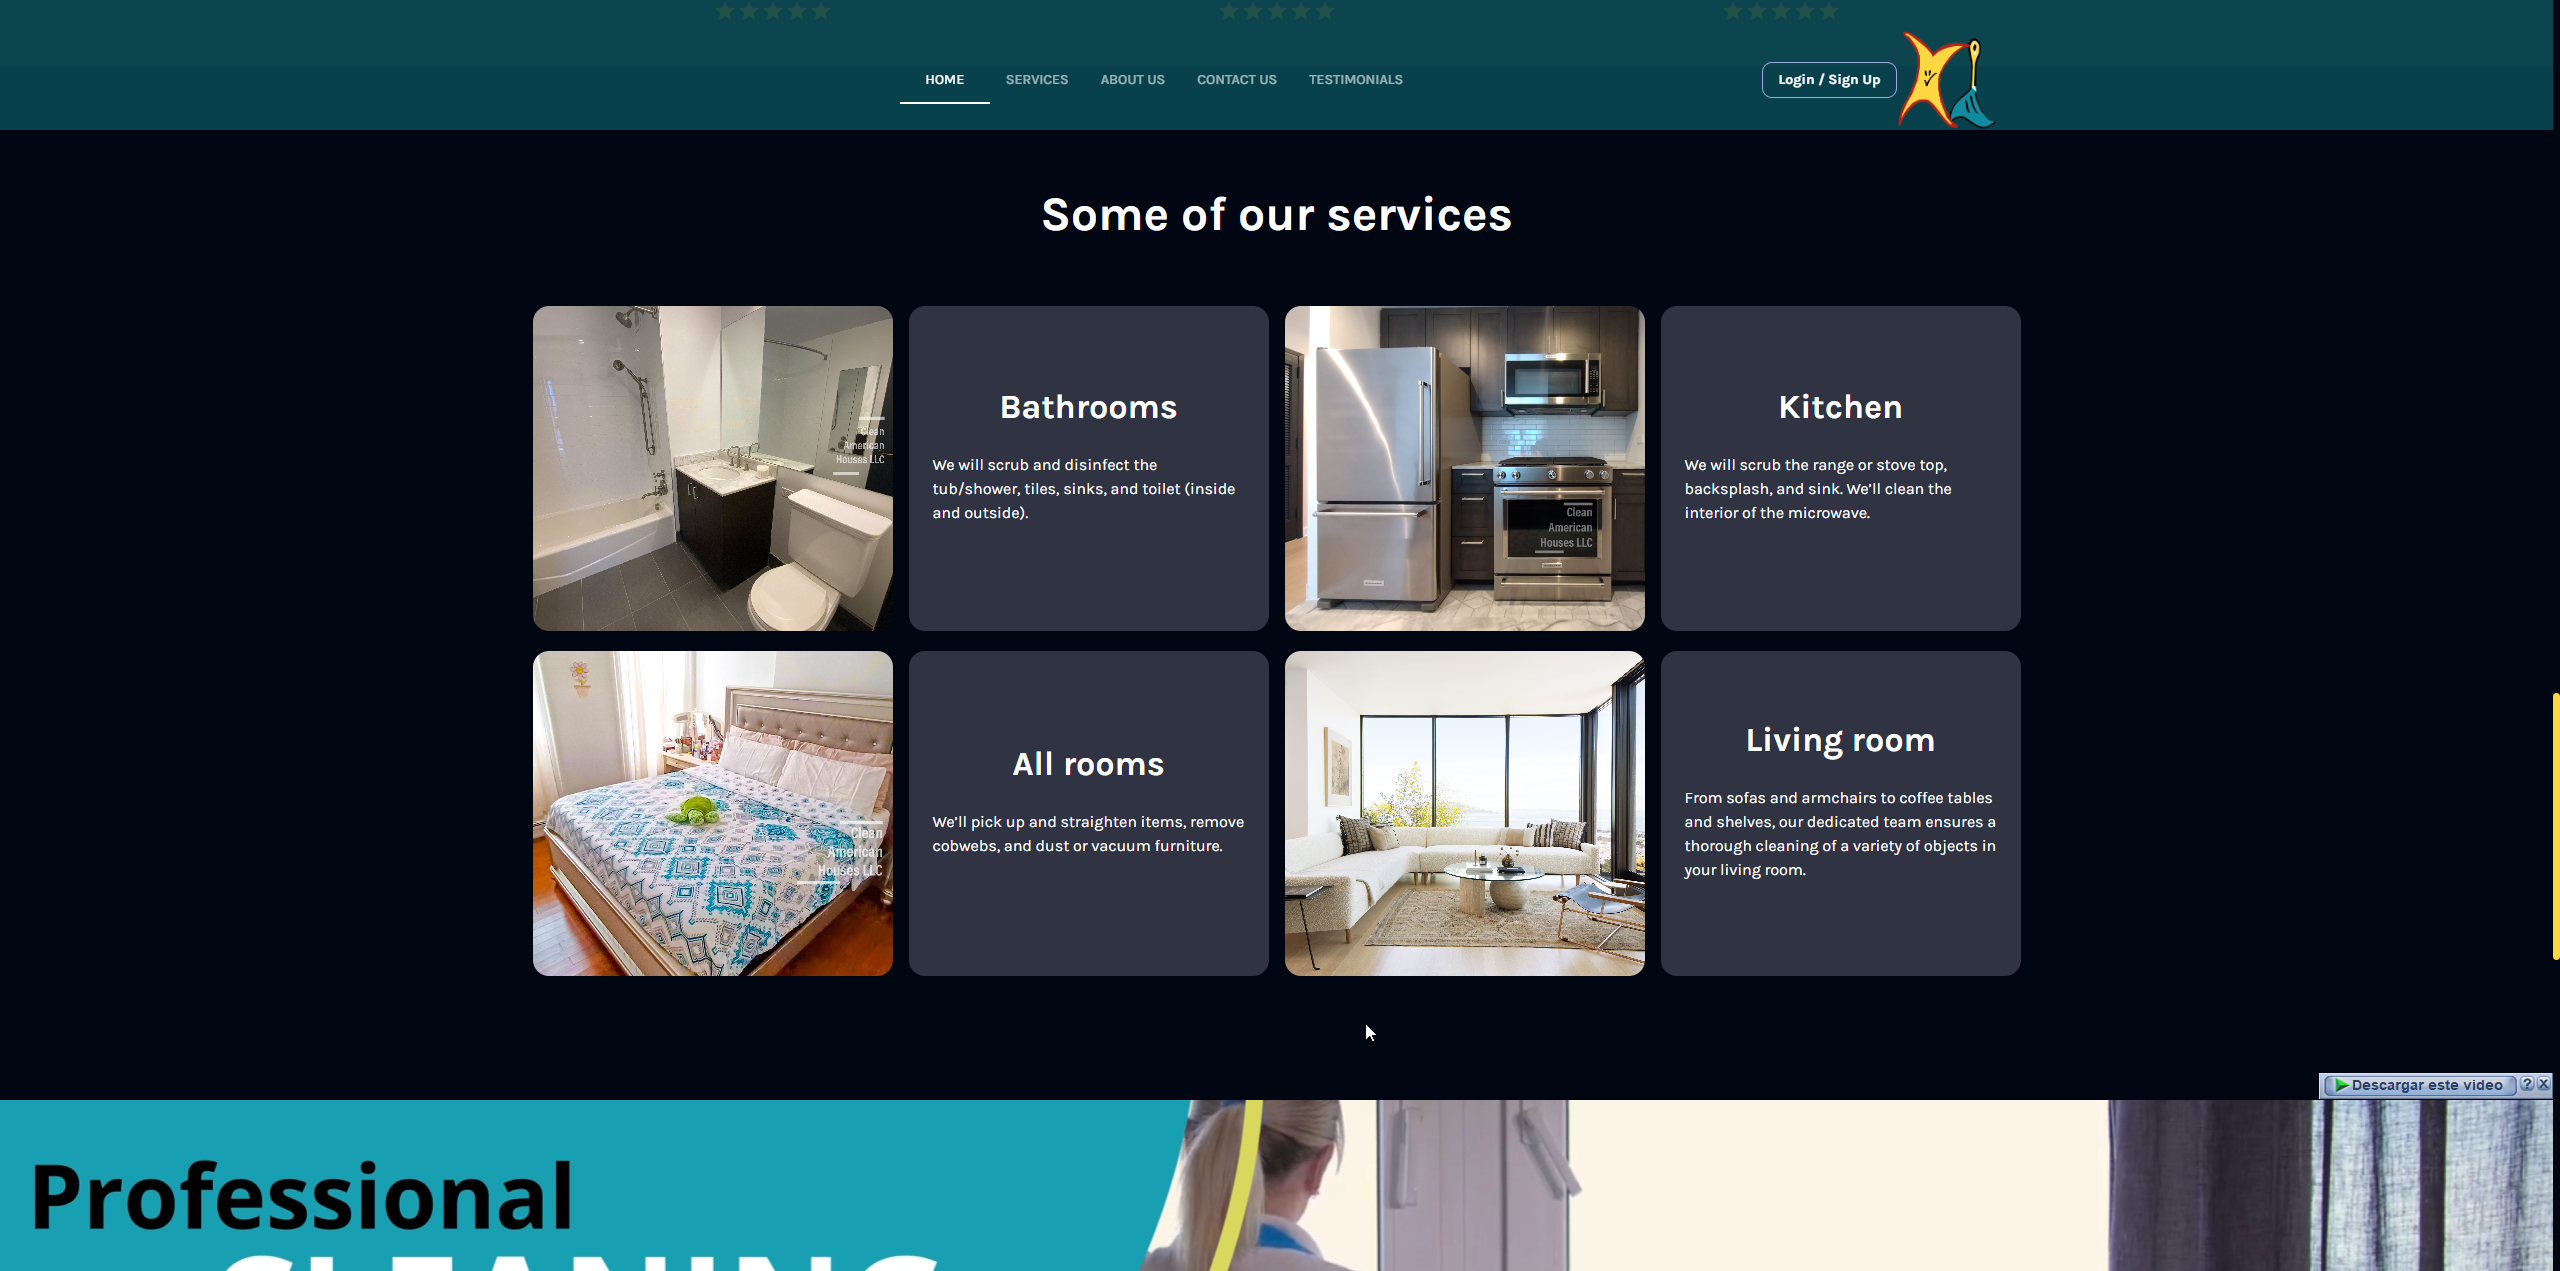 HOME SERVICES ABOUT US CONTACT US TESTIMONIALS Login / Sign Up
Some of our services
Clean
American
Houses LLC
Bathrooms
We will scrub and disinfect the
tub/shower, tiles, sinks, and toilet (inside
and outside).
Clean
American
Houses LLC
Kitchen
We will scrub the range or stove top,
backsplash, and sink. We'll clean the
interior of the microwave.
Clean
American
Houses LLC
All rooms
We'll pick up and straighten items, remove
cobwebs, and dust or vacuum furniture.
Living room
From sofas and armchairs to coffee tables
and shelves, our dedicated team ensures a
thorough cleaning of a variety of objects in
your living room.
Descargar este video ? X
Professional
CLEANING